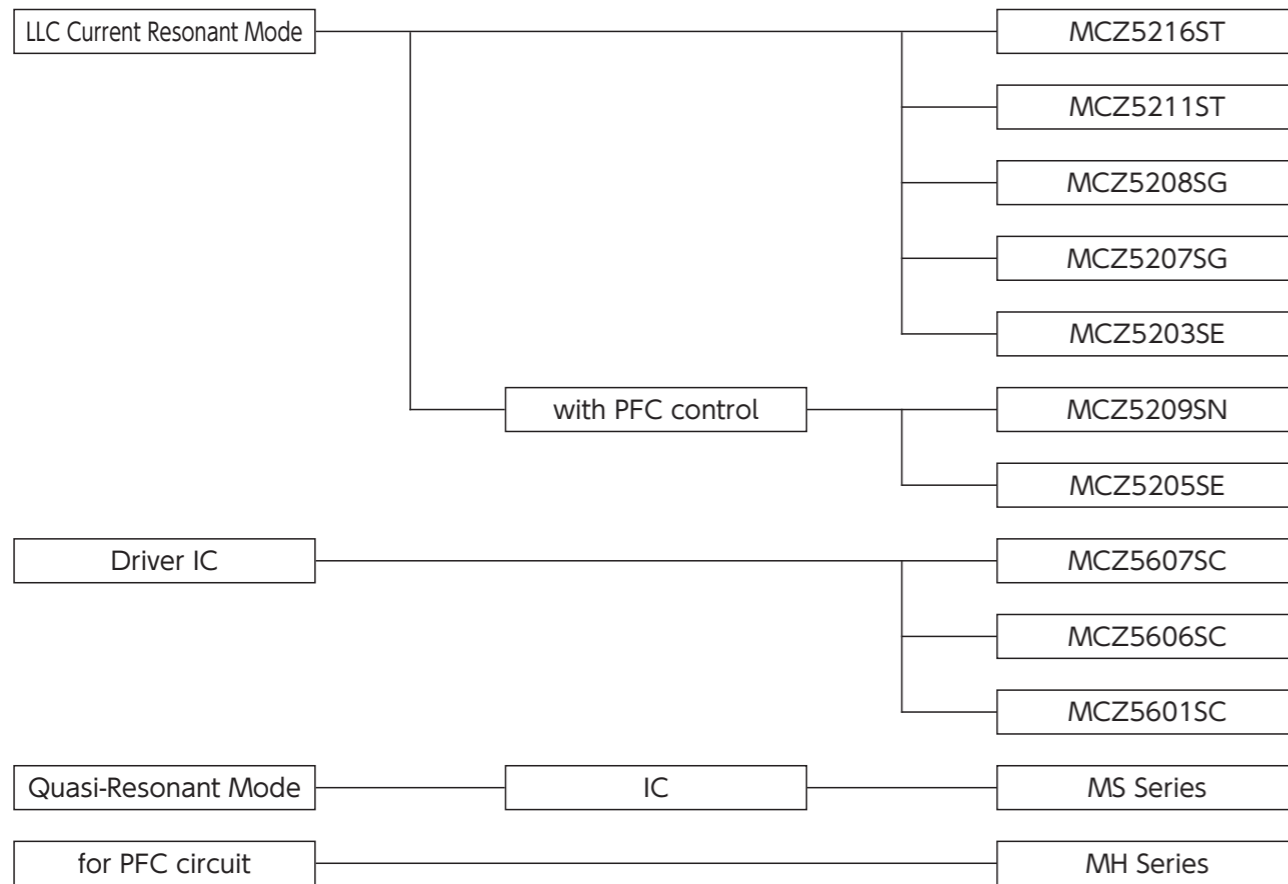 LLC Current Resonant Mode
MCZ5216ST
MCZ5211ST
MCZ5208SG
MCZ5207SG
MCZ5203SE
with PFC control
MCZ5209SN
MCZ5205SE
Driver IC
MCZ5607SC
MCZ5606SC
MCZ5601SC
Quasi-Resonant Mode
IC
MS Series
for PFC circuit
MH Series